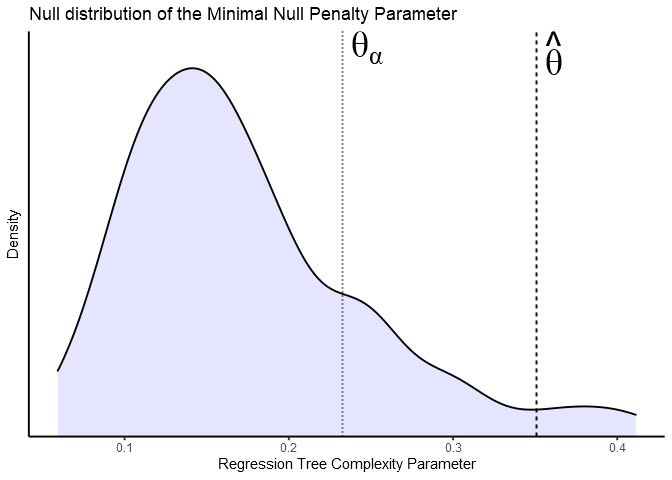 Null distribution of the Minimal Null Penalty Parameter
θα
θ̂
Density
0.1 0.2 0.3 0.4
Regression Tree Complexity Parameter